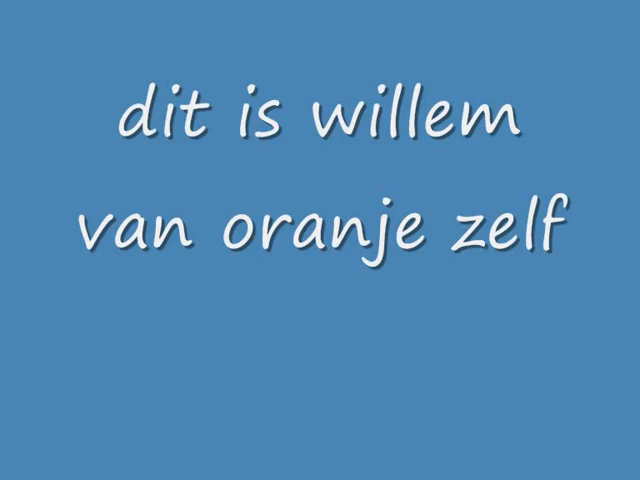 dit is willem
van oranje zelf